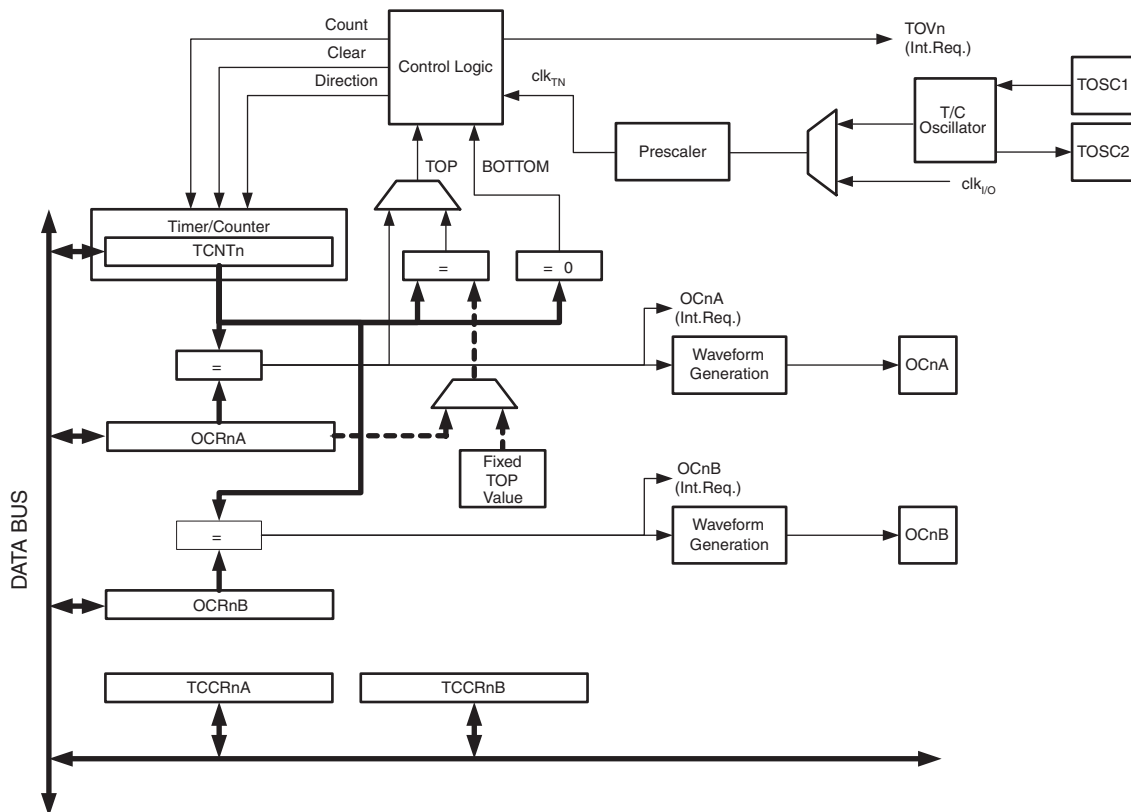 Count
Clear
Direction
Control Logic
TOVn
(Int.Req.)
clkTN
TOSC1
T/C
Oscillator
TOSC2
Prescaler
clkI/O
TOP
BOTTOM
Timer/Counter
TCNTn
=
= 0
OCnA
(Int.Req.)
=
Waveform
Generation
OCnA
OCRnA
Fixed
TOP
Value
OCnB
(Int.Req.)
=
Waveform
Generation
OCnB
DATA BUS
OCRnB
TCCRnA
TCCRnB